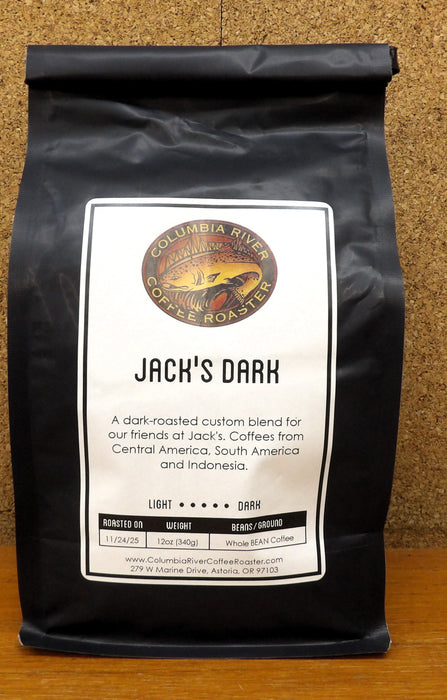 COLUMBIA RIVER
COFFEE ROASTER
JACK'S DARK
A dark-roasted custom blend for
our friends at Jack's. Coffees from
Central America, South America
and Indonesia.
LIGHT • • • • • DARK
ROASTED ON WEIGHT BEANS/GROUND
11/24/25 12oz (340g) Whole BEAN Coffee
www.ColumbiaRiverCoffeeRoaster.com
279 W Marine Drive, Astoria, OR 97103